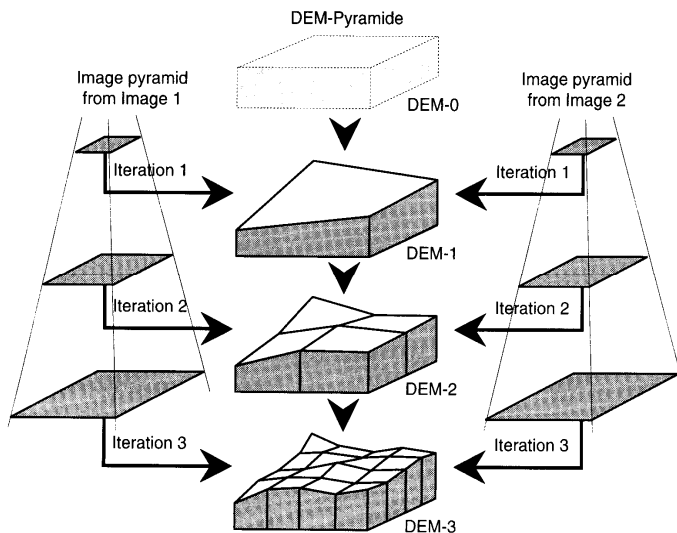 DEM-Pyramide
Image pyramid
from Image 1
Image pyramid
from Image 2
DEM-0
Iteration 1
Iteration 1
DEM-1
Iteration 2
Iteration 2
DEM-2
Iteration 3
Iteration 3
DEM-3